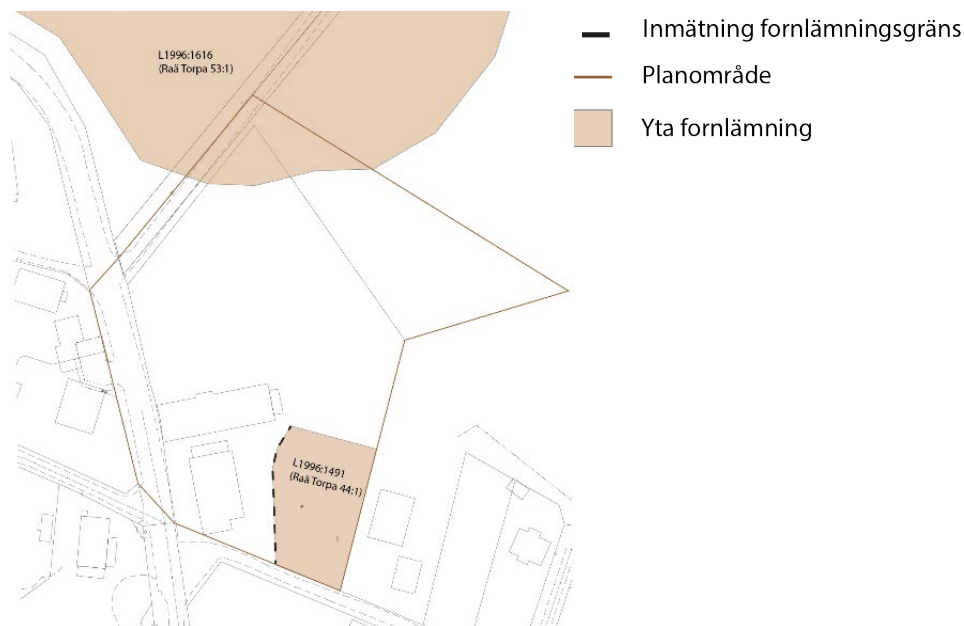 L1996:1616
(Raä Torpa 53:1)
Inmätning fornlämningsgräns
Planområde
Yta fornlämning
L1996:1491
(Raä Torpa 44:1)